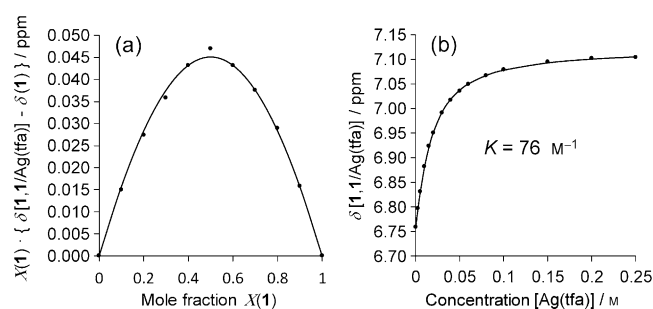 (a)
X(1) · { δ[1,1/Ag(tfa)] - δ(1) } / ppm
0.050
0.045
0.040
0.035
0.030
0.025
0.020
0.015
0.010
0.005
0.000
0 0.2 0.4 0.6 0.8 1
Mole fraction X(1)
(b)
δ [1,1/Ag(tfa)] / ppm
7.15
7.10
7.05
7.00
6.95
6.90
6.85
6.80
6.75
6.70
K = 76 M⁻¹
0 0.05 0.1 0.15 0.2 0.25
Concentration [Ag(tfa)] / M